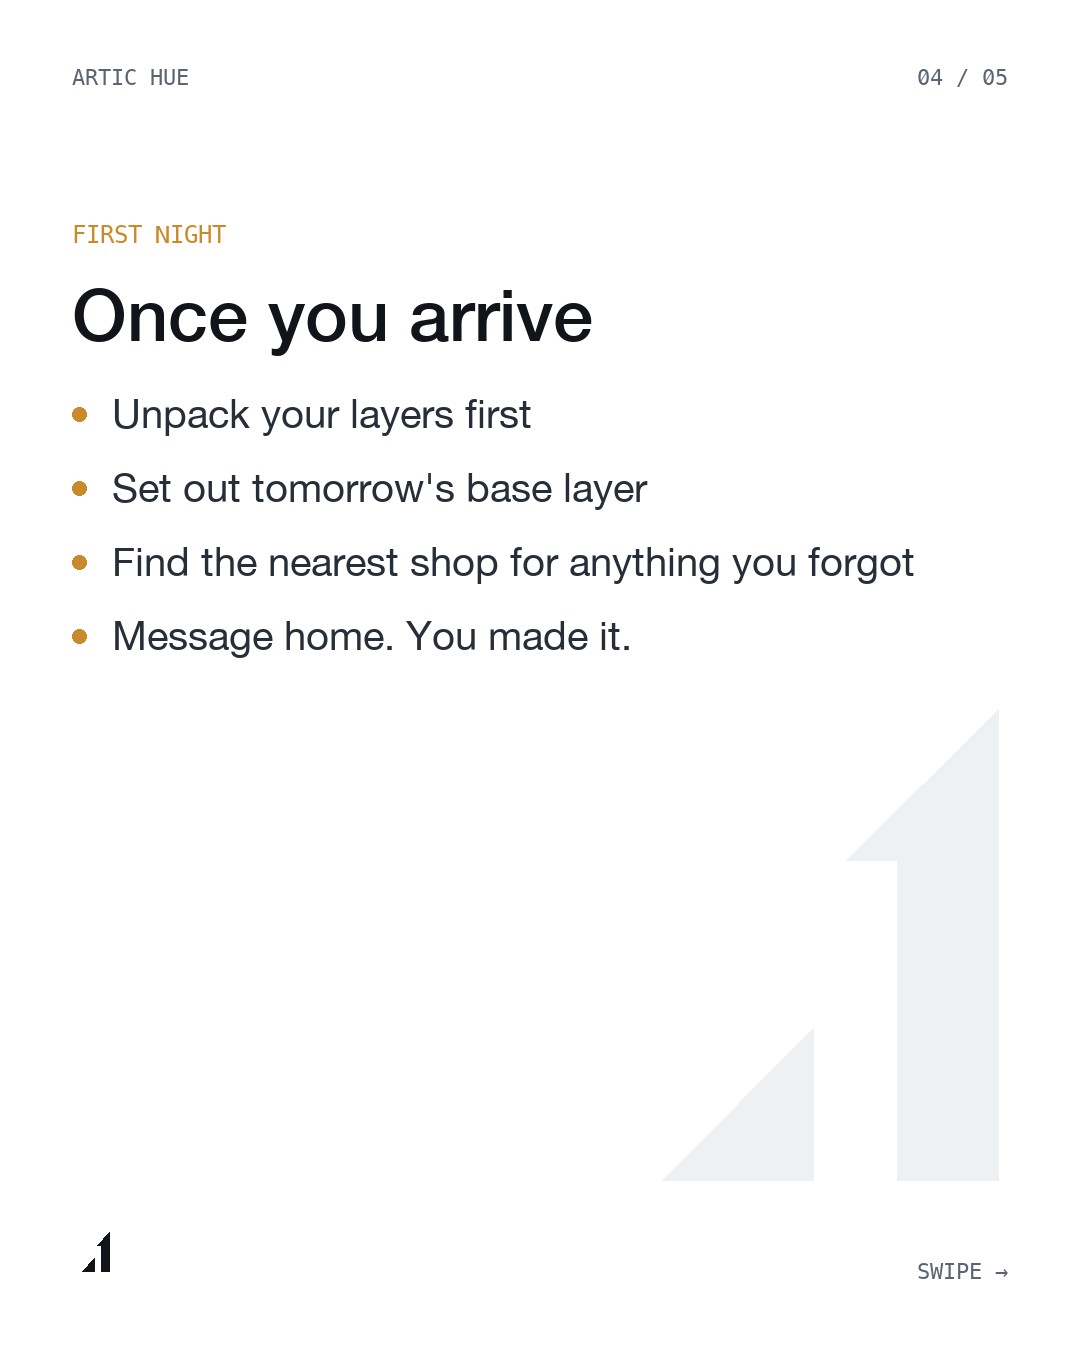 ARTIC HUE
04 / 05
FIRST NIGHT
Once you arrive
Unpack your layers first
Set out tomorrow's base layer
Find the nearest shop for anything you forgot
Message home. You made it.
SWIPE →